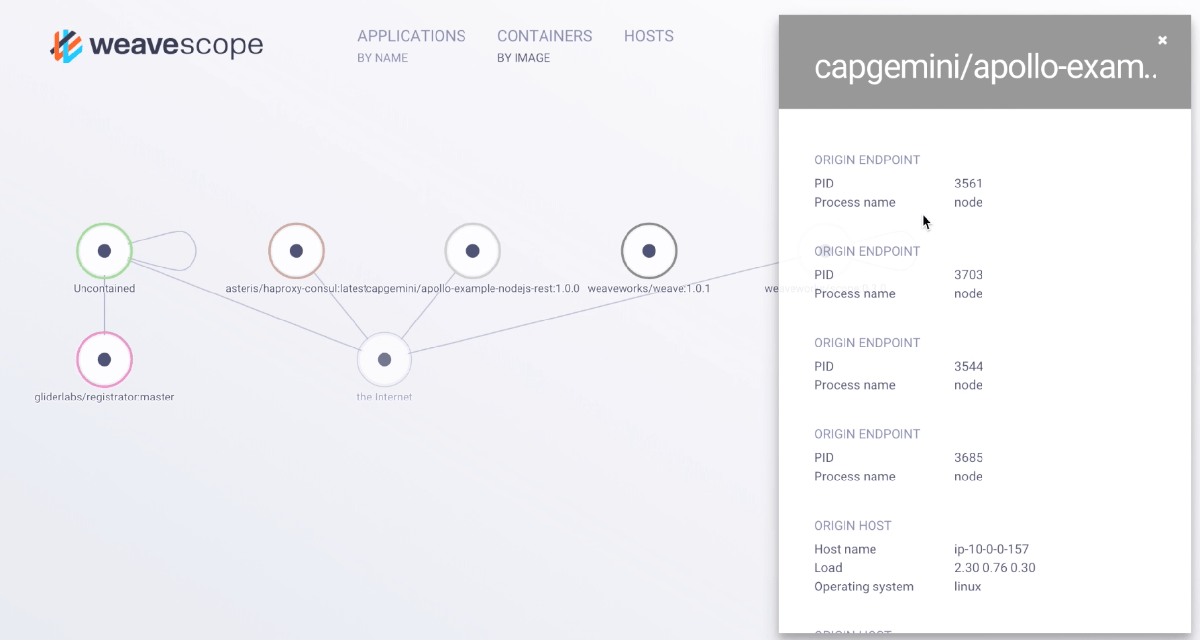 weavescope
APPLICATIONS CONTAINERS HOSTS
BY NAME BY IMAGE
Uncontained
asteris/haproxy-consul:latest
capgemini/apollo-example-nodejs-rest:1.0.0
weaveworks/weave:1.0.1
gliderlabs/registrator:master
the Internet
capgemini/apollo-exam..
ORIGIN ENDPOINT
PID 3561
Process name node
ORIGIN ENDPOINT
PID 3703
Process name node
ORIGIN ENDPOINT
PID 3544
Process name node
ORIGIN ENDPOINT
PID 3685
Process name node
ORIGIN HOST
Host name ip-10-0-0-157
Load 2.30 0.76 0.30
Operating system linux
ORIGIN HOST